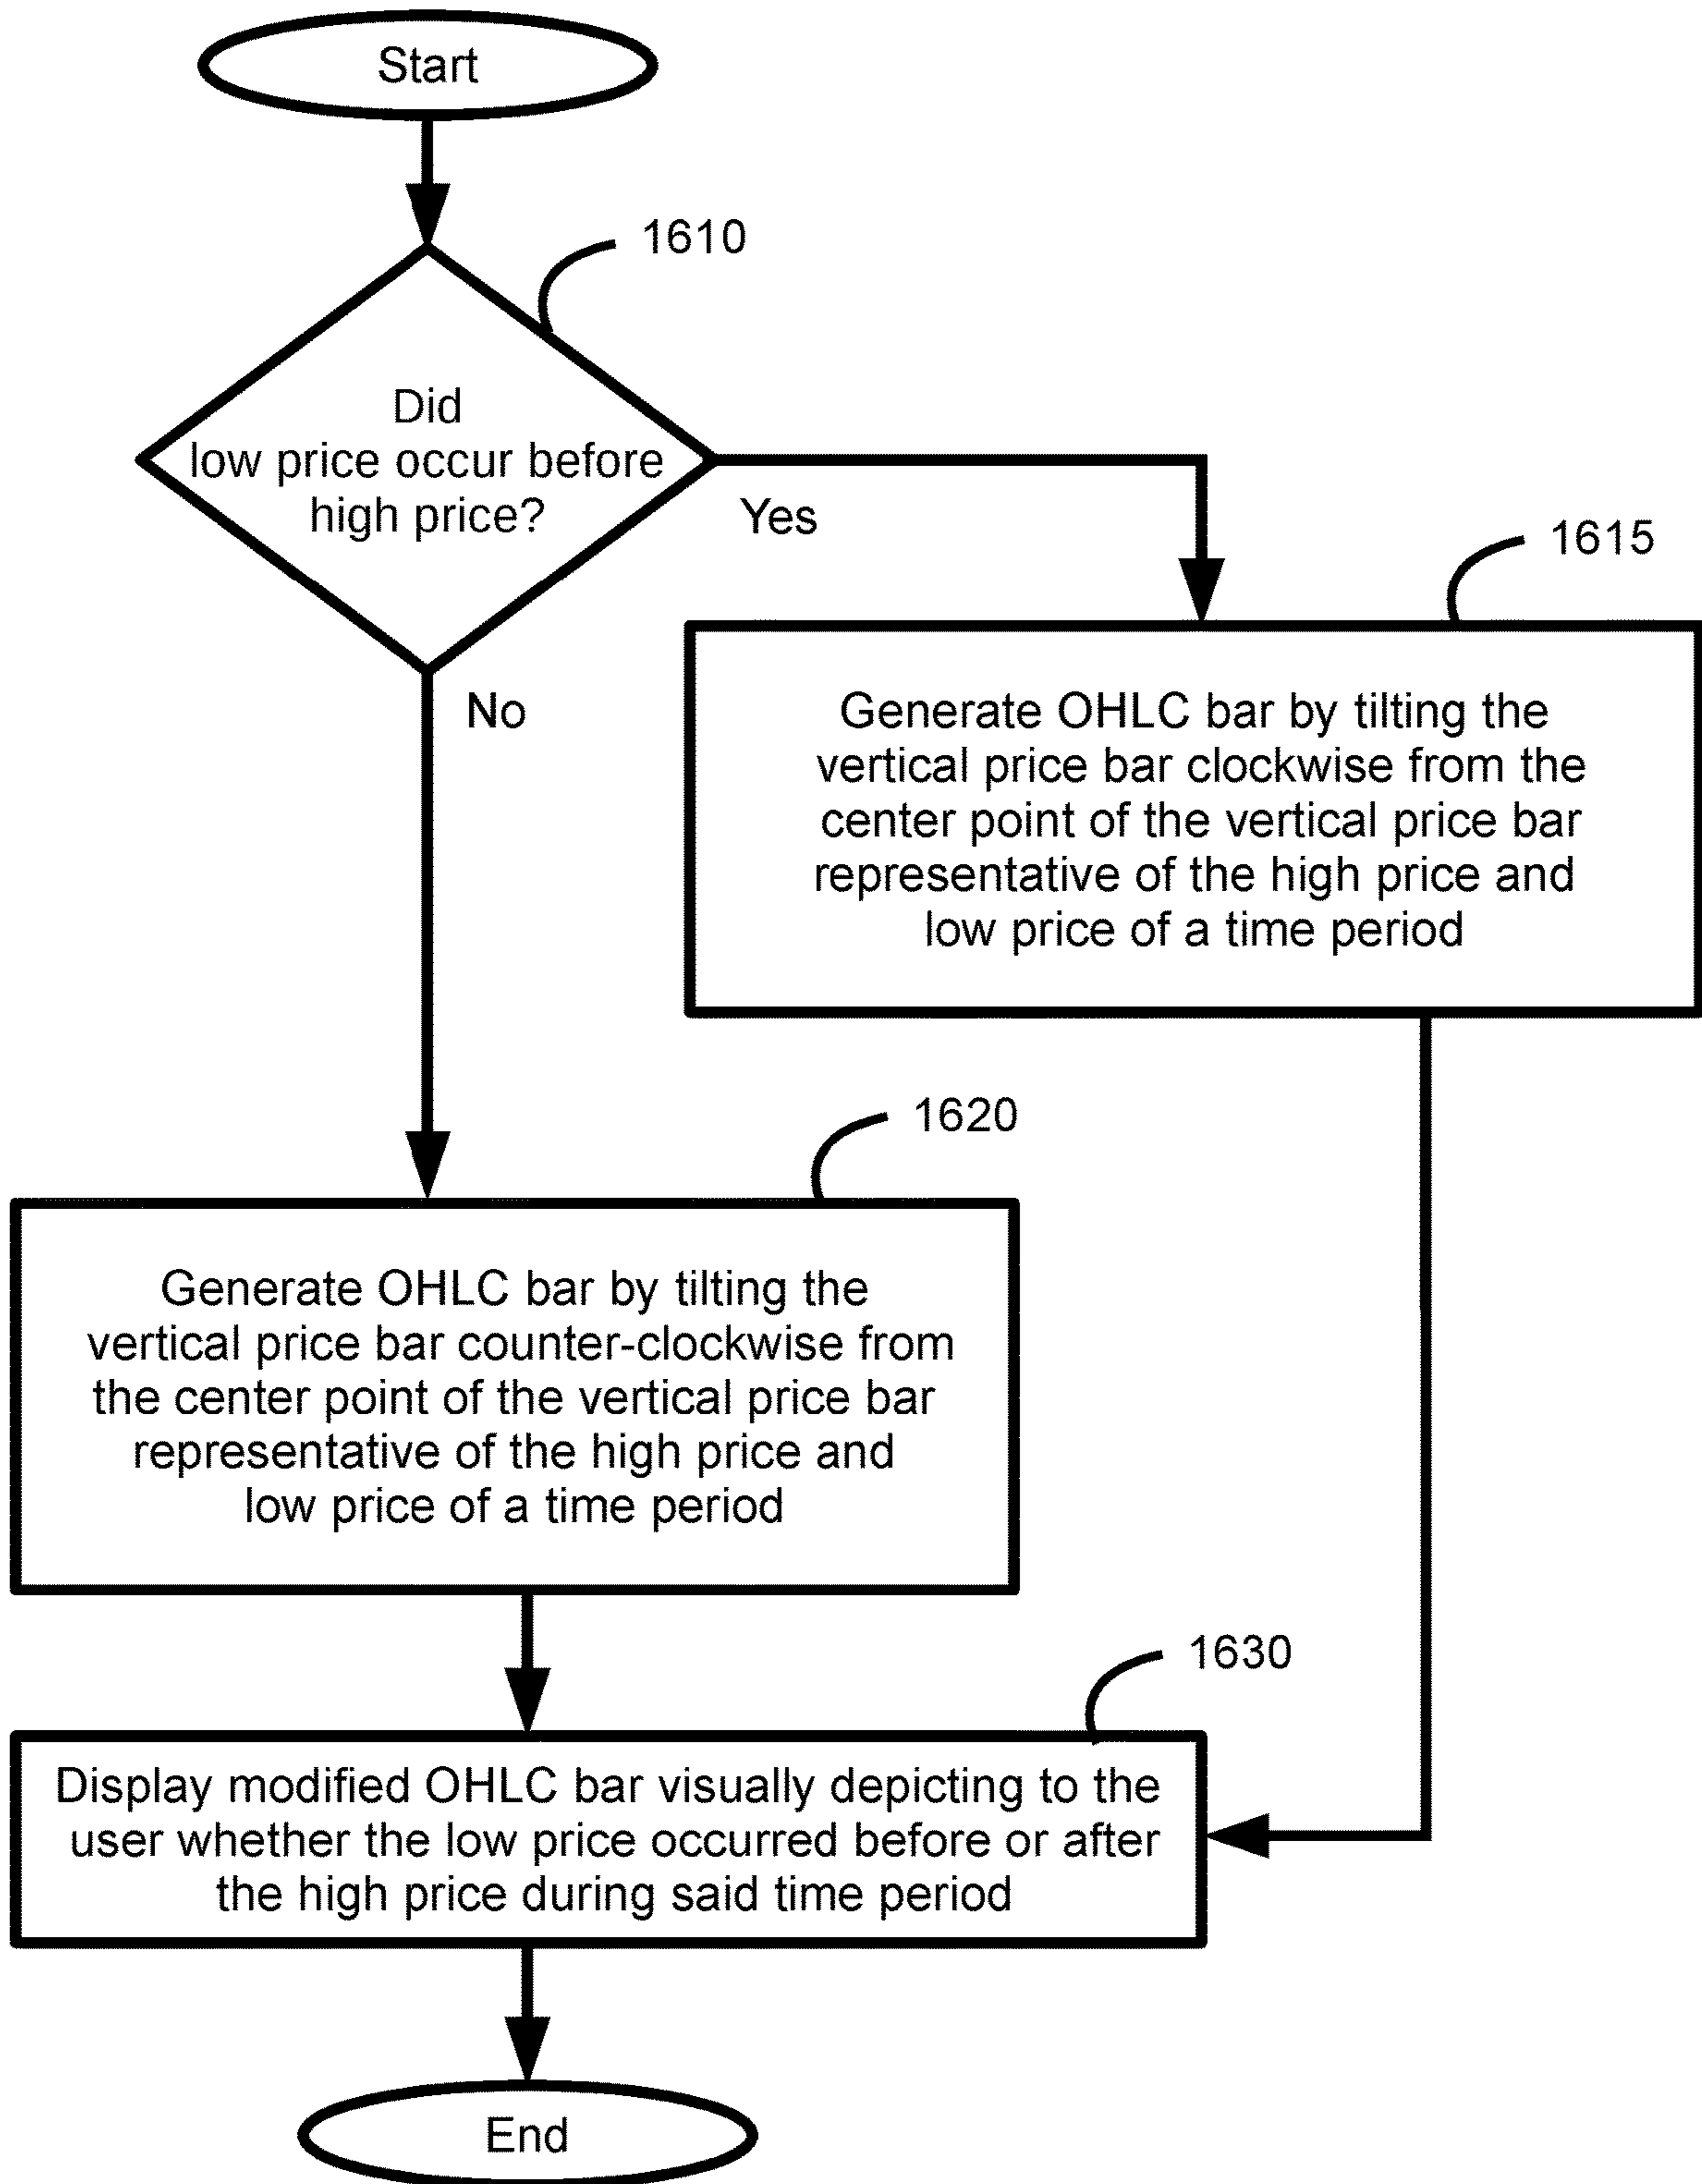 Start
1610
Did
low price occur before
high price?
Yes
1615
No
Generate OHLC bar by tilting the
vertical price bar clockwise from the
center point of the vertical price bar
representative of the high price and
low price of a time period
1620
Generate OHLC bar by tilting the
vertical price bar counter-clockwise from
the center point of the vertical price bar
representative of the high price and
low price of a time period
1630
Display modified OHLC bar visually depicting to the
user whether the low price occurred before or after
the high price during said time period
End